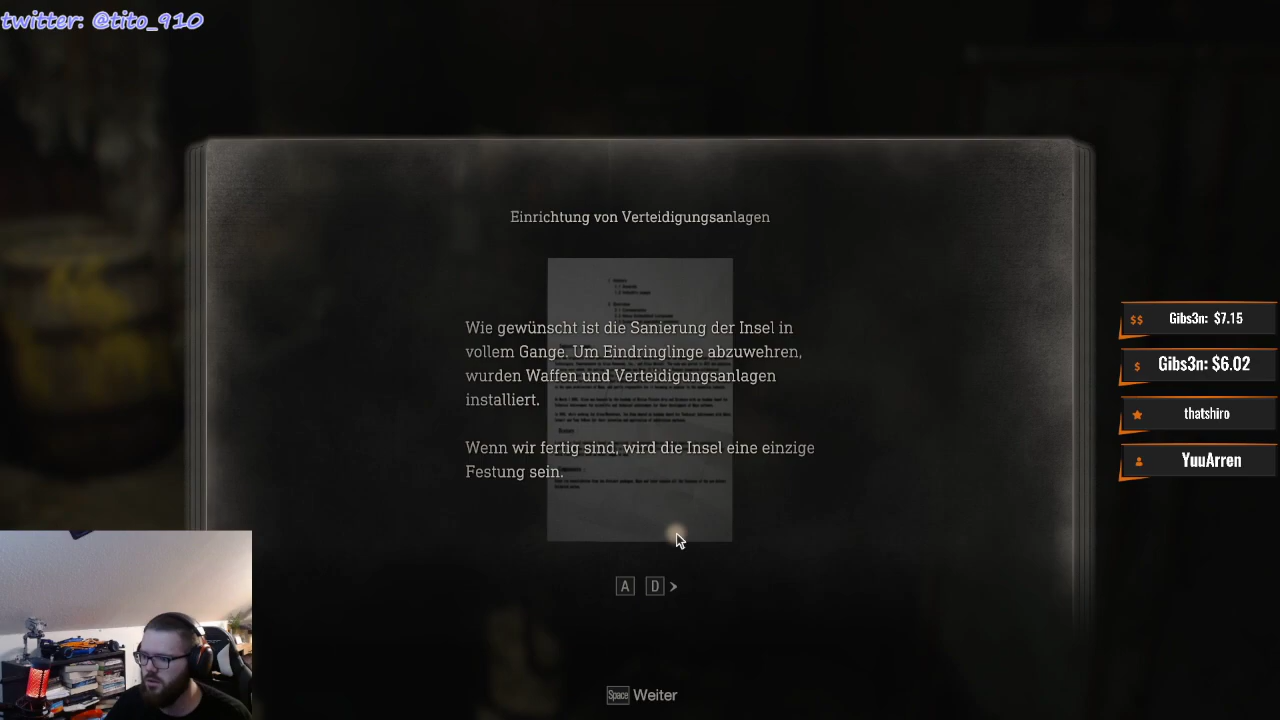 twitter: @tito_910
Einrichtung von Verteidigungsanlagen
Wie gewünscht ist die Sanierung der Insel in
vollem Gange. Um Eindringlinge abzuwehren,
wurden Waffen und Verteidigungsanlagen
installiert.
Wenn wir fertig sind, wird die Insel eine einzige
Festung sein.
A D >
Space Weiter
$$ Gibs3n: $7.15
$ Gibs3n: $6.02
thatshiro
YuuArren